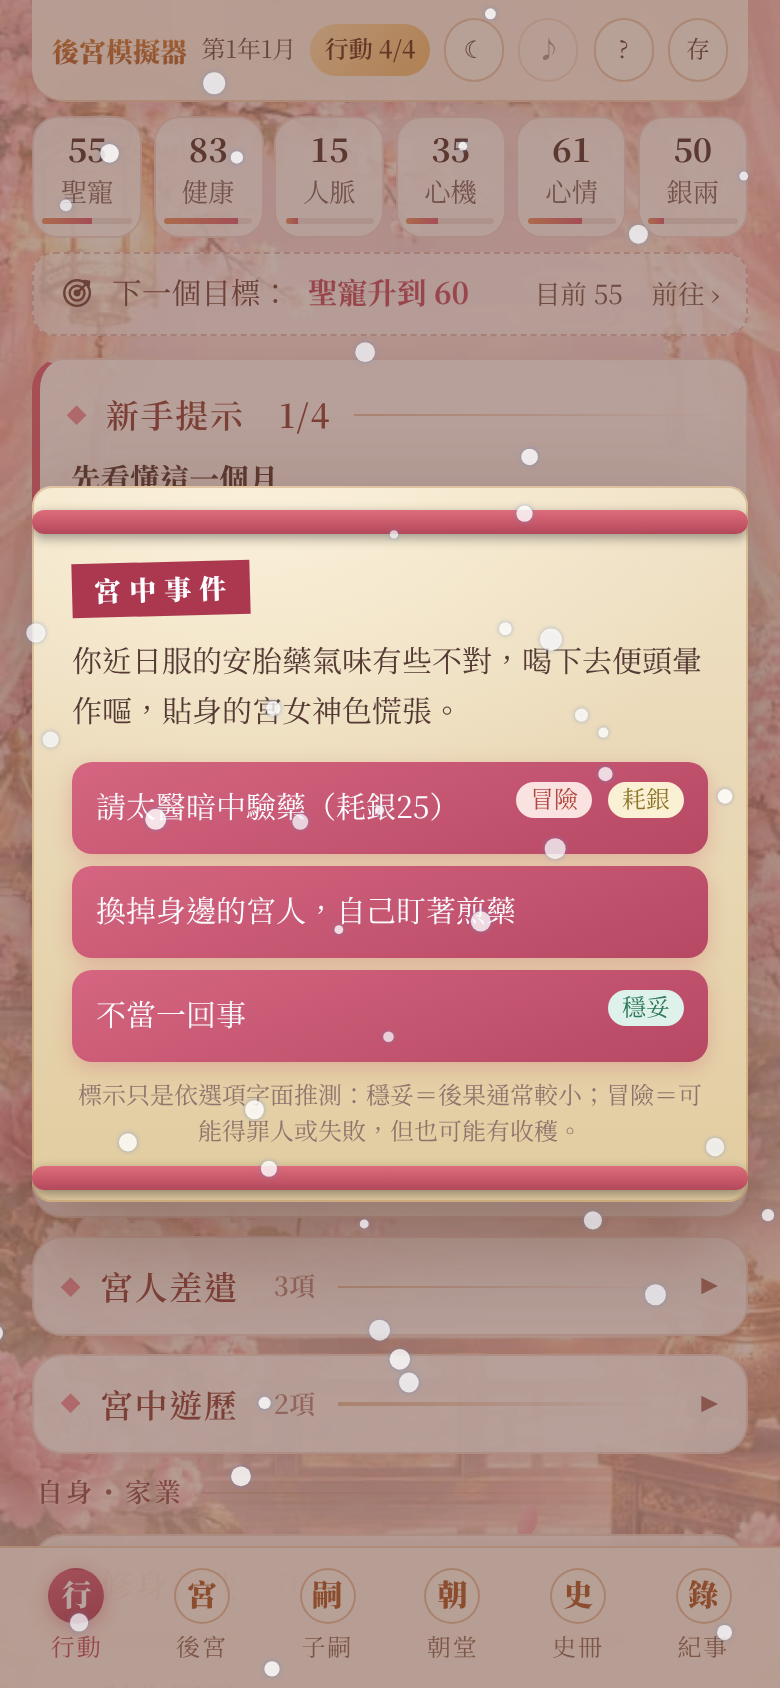 後宮模擬器 第1年1月 行動 4/4 ☾ ♪ ? 存
55 83 15 35 61 50
聖寵 健康 人脈 心機 心情 銀兩
下一個目標： 聖寵升到 60 目前 55 前往 ›
新手提示 1/4
先看懂這一個月
宮中事件
你近日服的安胎藥氣味有些不對，喝下去便頭暈
作嘔，貼身的宮女神色慌張。
請太醫暗中驗藥（耗銀25） 冒險 耗銀
換掉身邊的宮人，自己盯著煎藥
不當一回事 穩妥
標示只是依選項字面推測：穩妥＝後果通常較小；冒險＝可
能得罪人或失敗，但也可能有收穫。
宮人差遣 3項 ▶
宮中遊歷 2項 ▶
自身・家業
行 宮 嗣 朝 史 錄
行動 後宮 子嗣 朝堂 史冊 紀事